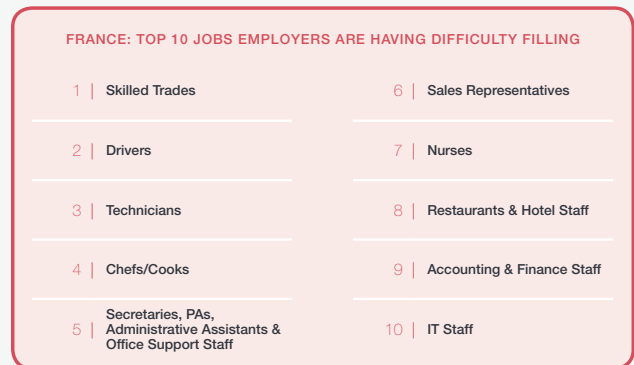 FRANCE: TOP 10 JOBS EMPLOYERS ARE HAVING DIFFICULTY FILLING
1 | Skilled Trades
2 | Drivers
3 | Technicians
4 | Chefs/Cooks
5 | Secretaries, PAs,
Administrative Assistants &
Office Support Staff
6 | Sales Representatives
7 | Nurses
8 | Restaurants & Hotel Staff
9 | Accounting & Finance Staff
10 | IT Staff